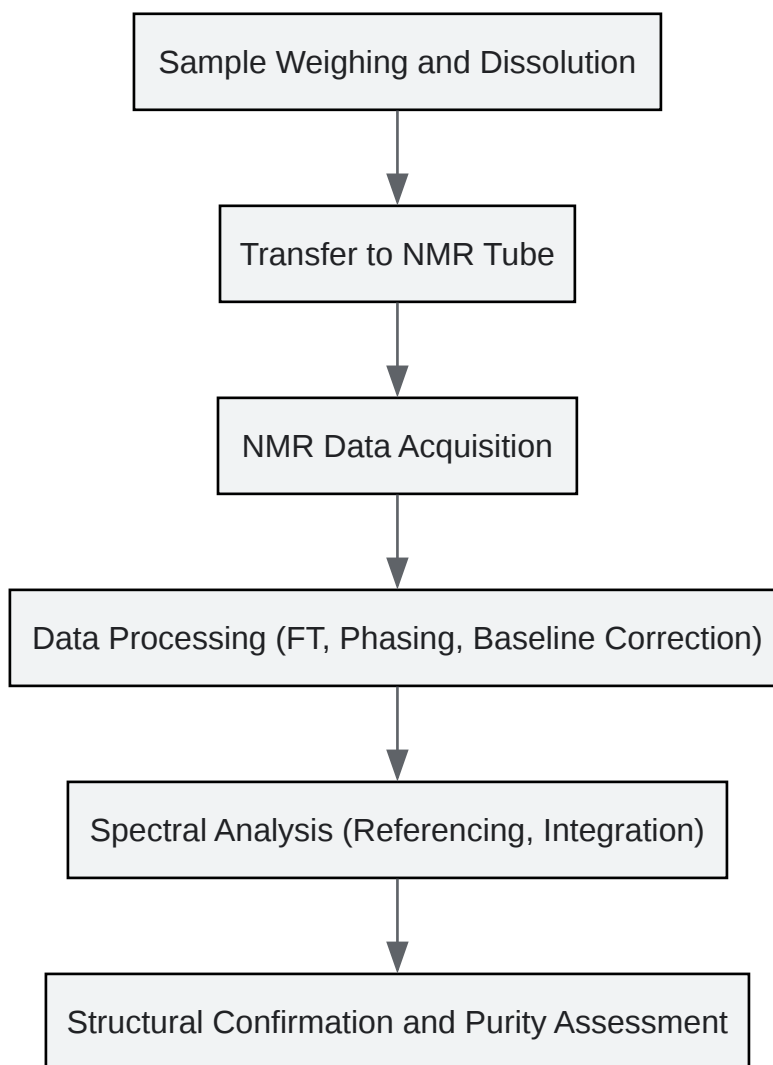 Sample Weighing and Dissolution
Transfer to NMR Tube
NMR Data Acquisition
Data Processing (FT, Phasing, Baseline Correction)
Spectral Analysis (Referencing, Integration)
Structural Confirmation and Purity Assessment